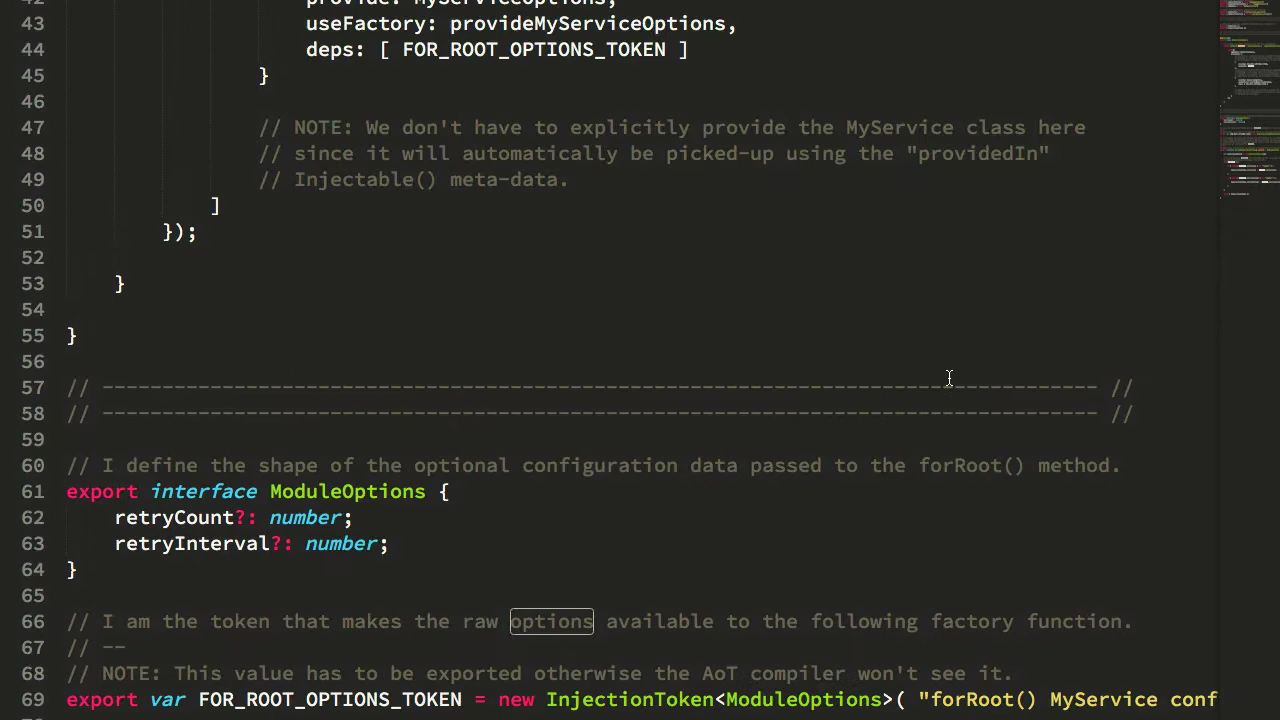 42 provide: MyServiceOptions,
43 useFactory: provideMyServiceOptions,
44 deps: [ FOR_ROOT_OPTIONS_TOKEN ]
45 }
46
47 // NOTE: We don't have to explicitly provide the MyService class here
48 // since it will automatically be picked-up using the "providedIn"
49 // Injectable() meta-data.
50 ]
51 });
52
53 }
54
55 }
56
57 // ----------------------------------------------------------------------------------- //
58 // ----------------------------------------------------------------------------------- //
59
60 // I define the shape of the optional configuration data passed to the forRoot() method.
61 export interface ModuleOptions {
62 retryCount?: number;
63 retryInterval?: number;
64 }
65
66 // I am the token that makes the raw options available to the following factory function.
67 // --
68 // NOTE: This value has to be exported otherwise the AoT compiler won't see it.
69 export var FOR_ROOT_OPTIONS_TOKEN = new InjectionToken<ModuleOptions>( "forRoot() MyService conf